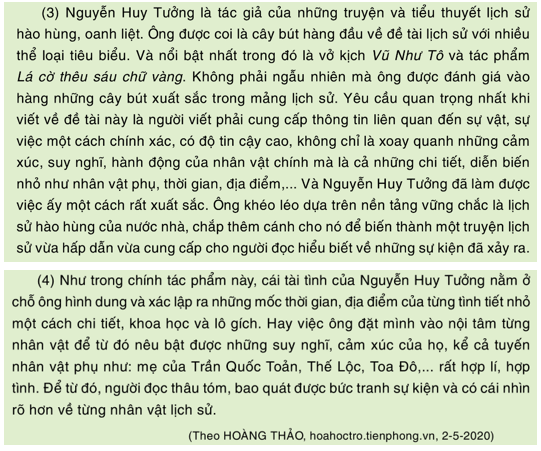 (3) Nguyễn Huy Tưởng là tác giả của những truyện và tiểu thuyết lịch sử
hào hùng, oanh liệt. Ông được coi là cây bút hàng đầu về đề tài lịch sử với nhiều
thể loại tiêu biểu. Và nổi bật nhất trong đó là vở kịch Vũ Như Tô và tác phẩm
Lá cờ thêu sáu chữ vàng. Không phải ngẫu nhiên mà ông được đánh giá vào
hàng những cây bút xuất sắc trong mảng lịch sử. Yêu cầu quan trọng nhất khi
viết về đề tài này là người viết phải cung cấp thông tin liên quan đến sự vật, sự
việc một cách chính xác, có độ tin cậy cao, không chỉ là xoay quanh những cảm
xúc, suy nghĩ, hành động của nhân vật chính mà là cả những chi tiết, diễn biến
nhỏ như nhân vật phụ, thời gian, địa điểm,... Và Nguyễn Huy Tưởng đã làm được
việc ấy một cách rất xuất sắc. Ông khéo léo dựa trên nền tảng vững chắc là lịch
sử hào hùng của nước nhà, chắp thêm cánh cho nó để biến thành một truyện lịch
sử vừa hấp dẫn vừa cung cấp cho người đọc hiểu biết về những sự kiện đã xảy ra.
(4) Như trong chính tác phẩm này, cái tài tình của Nguyễn Huy Tưởng nằm ở
chỗ ông hình dung và xác lập ra những mốc thời gian, địa điểm của từng tình tiết nhỏ
một cách chi tiết, khoa học và lô gích. Hay việc ông đặt mình vào nội tâm từng
nhân vật để từ đó nêu bật được những suy nghĩ, cảm xúc của họ, kể cả tuyến
nhân vật phụ như: mẹ của Trần Quốc Toản, Thế Lộc, Toa Đô,... rất hợp lí, hợp
tình. Để từ đó, người đọc thâu tóm, bao quát được bức tranh sự kiện và có cái nhìn
rõ hơn về từng nhân vật lịch sử.
(Theo HOÀNG THẢO, hoahoctro.tienphong.vn, 2-5-2020)